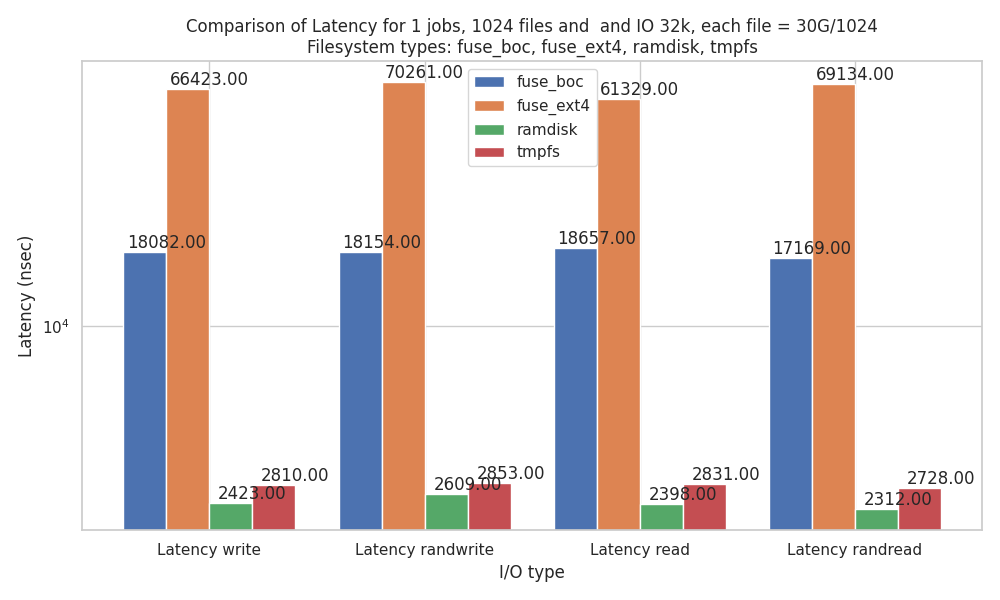 Comparison of Latency for 1 jobs, 1024 files and  and IO 32k, each file = 30G/1024
Filesystem types: fuse_boc, fuse_ext4, ramdisk, tmpfs
fuse_boc
fuse_ext4
ramdisk
tmpfs
Latency (nsec)
10^4
18082.00
66423.00
2423.00
2810.00
18154.00
70261.00
2609.00
2853.00
18657.00
61329.00
2398.00
2831.00
17169.00
69134.00
2312.00
2728.00
Latency write
Latency randwrite
Latency read
Latency randread
I/O type